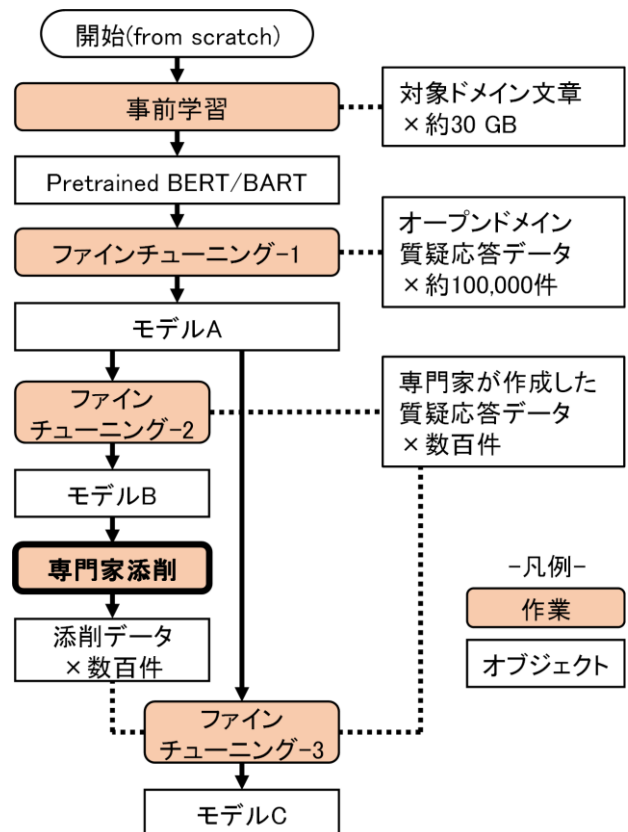 開始(from scratch)
事前学習
対象ドメイン文章
×約30 GB
Pretrained BERT/BART
ファインチューニング-1
オープンドメイン
質疑応答データ
×約100,000件
モデルA
ファイン
チューニング-2
専門家が作成した
質疑応答データ
×数百件
モデルB
専門家添削
添削データ
×数百件
-凡例-
作業
オブジェクト
ファイン
チューニング-3
モデルC